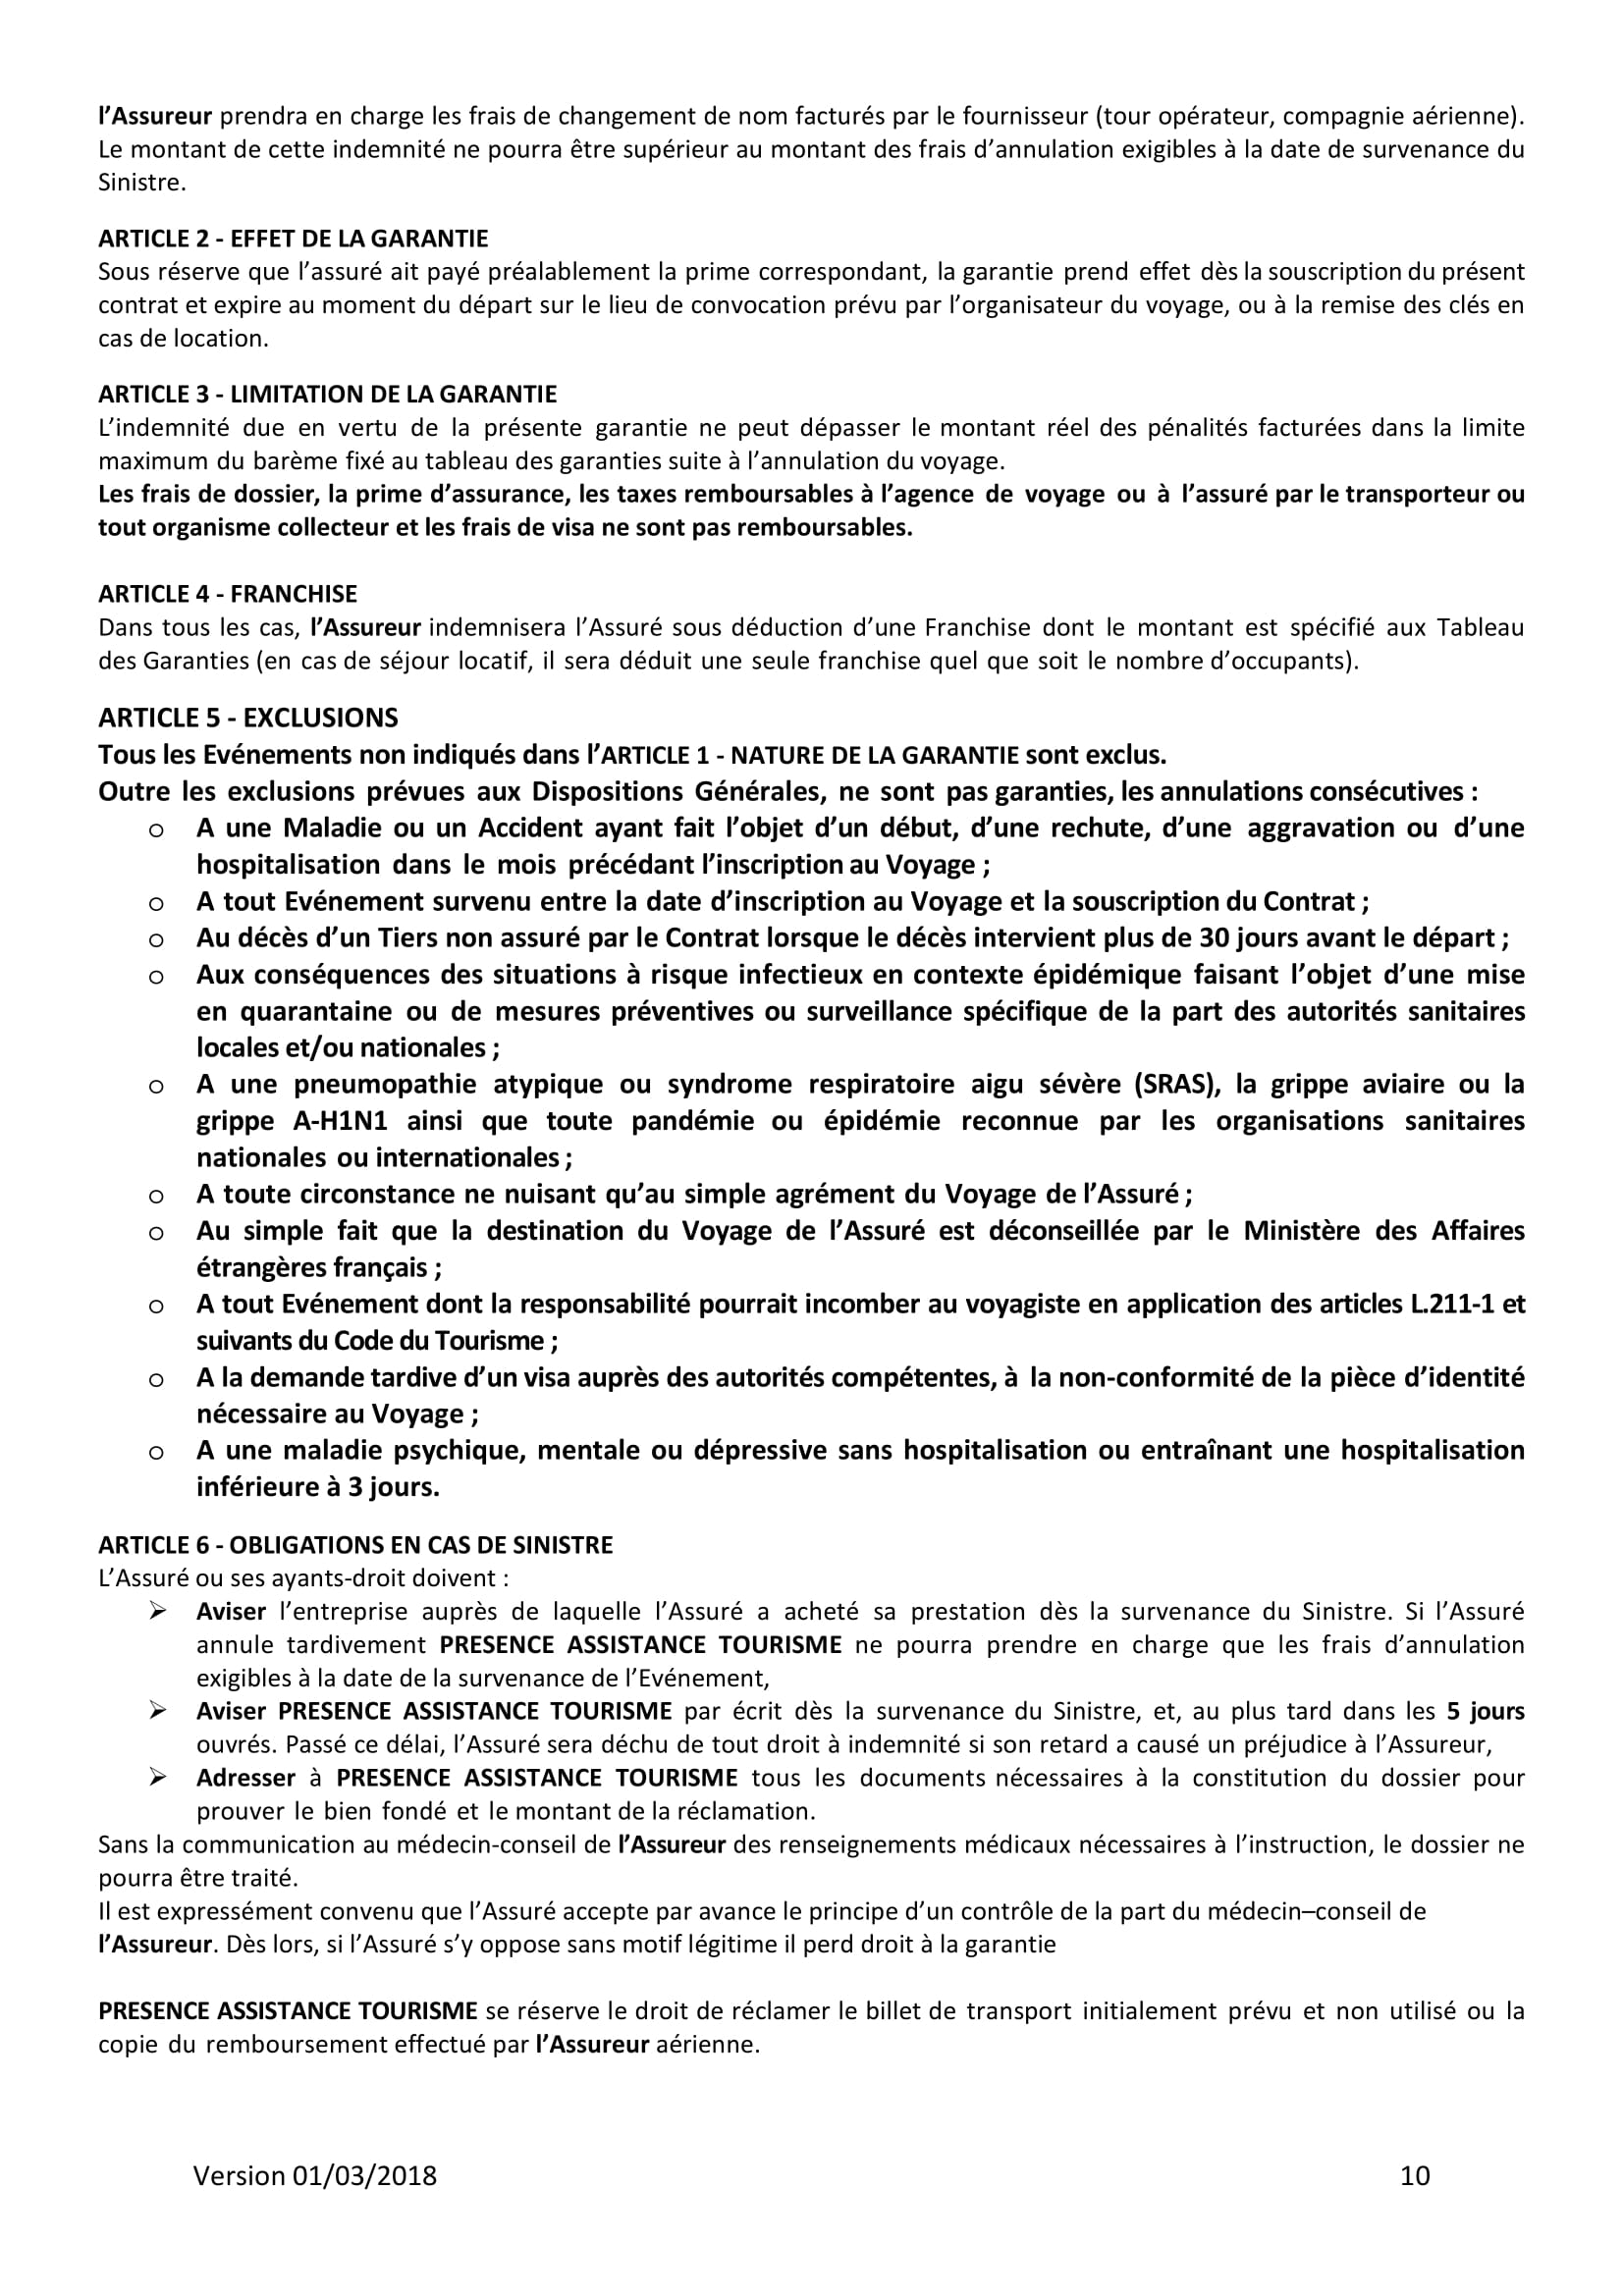 l’Assureur prendra en charge les frais de changement de nom facturés par le fournisseur (tour opérateur, compagnie aérienne).
Le montant de cette indemnité ne pourra être supérieur au montant des frais d’annulation exigibles à la date de survenance du
Sinistre.
ARTICLE 2 - EFFET DE LA GARANTIE
Sous réserve que l’assuré ait payé préalablement la prime correspondant, la garantie prend effet dès la souscription du présent
contrat et expire au moment du départ sur le lieu de convocation prévu par l’organisateur du voyage, ou à la remise des clés en
cas de location.
ARTICLE 3 - LIMITATION DE LA GARANTIE
L’indemnité due en vertu de la présente garantie ne peut dépasser le montant réel des pénalités facturées dans la limite
maximum du barème fixé au tableau des garanties suite à l’annulation du voyage.
Les frais de dossier, la prime d’assurance, les taxes remboursables à l’agence de voyage ou à l’assuré par le transporteur ou
tout organisme collecteur et les frais de visa ne sont pas remboursables.
ARTICLE 4 - FRANCHISE
Dans tous les cas, l’Assureur indemnisera l’Assuré sous déduction d’une Franchise dont le montant est spécifié aux Tableau
des Garanties (en cas de séjour locatif, il sera déduit une seule franchise quel que soit le nombre d’occupants).
ARTICLE 5 - EXCLUSIONS
Tous les Evénements non indiqués dans l’ARTICLE 1 - NATURE DE LA GARANTIE sont exclus.
Outre les exclusions prévues aux Dispositions Générales, ne sont pas garanties, les annulations consécutives :
o A une Maladie ou un Accident ayant fait l’objet d’un début, d’une rechute, d’une aggravation ou d’une
hospitalisation dans le mois précédant l’inscription au Voyage ;
o A tout Evénement survenu entre la date d’inscription au Voyage et la souscription du Contrat ;
o Au décès d’un Tiers non assuré par le Contrat lorsque le décès intervient plus de 30 jours avant le départ ;
o Aux conséquences des situations à risque infectieux en contexte épidémique faisant l’objet d’une mise
en quarantaine ou de mesures préventives ou surveillance spécifique de la part des autorités sanitaires
locales et/ou nationales ;
o A une pneumopathie atypique ou syndrome respiratoire aigu sévère (SRAS), la grippe aviaire ou la
grippe A-H1N1 ainsi que toute pandémie ou épidémie reconnue par les organisations sanitaires
nationales ou internationales ;
o A toute circonstance ne nuisant qu’au simple agrément du Voyage de l’Assuré ;
o Au simple fait que la destination du Voyage de l’Assuré est déconseillée par le Ministère des Affaires
étrangères français ;
o A tout Evénement dont la responsabilité pourrait incomber au voyagiste en application des articles L.211-1 et
suivants du Code du Tourisme ;
o A la demande tardive d’un visa auprès des autorités compétentes, à la non-conformité de la pièce d’identité
nécessaire au Voyage ;
o A une maladie psychique, mentale ou dépressive sans hospitalisation ou entraînant une hospitalisation
inférieure à 3 jours.
ARTICLE 6 - OBLIGATIONS EN CAS DE SINISTRE
L’Assuré ou ses ayants-droit doivent :
➢ Aviser l’entreprise auprès de laquelle l’Assuré a acheté sa prestation dès la survenance du Sinistre. Si l’Assuré
annule tardivement PRESENCE ASSISTANCE TOURISME ne pourra prendre en charge que les frais d’annulation
exigibles à la date de la survenance de l’Evénement,
➢ Aviser PRESENCE ASSISTANCE TOURISME par écrit dès la survenance du Sinistre, et, au plus tard dans les 5 jours
ouvrés. Passé ce délai, l’Assuré sera déchu de tout droit à indemnité si son retard a causé un préjudice à l’Assureur,
➢ Adresser à PRESENCE ASSISTANCE TOURISME tous les documents nécessaires à la constitution du dossier pour
prouver le bien fondé et le montant de la réclamation.
Sans la communication au médecin-conseil de l’Assureur des renseignements médicaux nécessaires à l’instruction, le dossier ne
pourra être traité.
Il est expressément convenu que l’Assuré accepte par avance le principe d’un contrôle de la part du médecin–conseil de
l’Assureur. Dès lors, si l’Assuré s’y oppose sans motif légitime il perd droit à la garantie
PRESENCE ASSISTANCE TOURISME se réserve le droit de réclamer le billet de transport initialement prévu et non utilisé ou la
copie du remboursement effectué par l’Assureur aérienne.
Version 01/03/2018 10